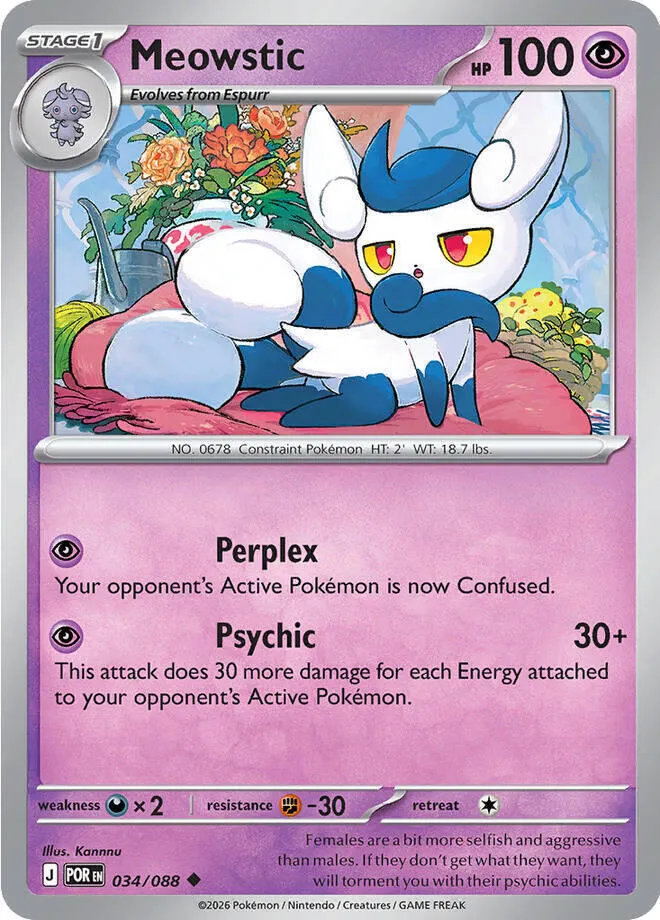 STAGE1
Meowstic
HP 100
Evolves from Espurr
NO. 0678 Constraint Pokémon HT: 2' WT: 18.7 lbs.
Perplex
Your opponent's Active Pokémon is now Confused.
Psychic 30+
This attack does 30 more damage for each Energy attached
to your opponent's Active Pokémon.
weakness ×2 resistance -30 retreat
Illus. Kannnu
Females are a bit more selfish and aggressive
than males. If they don't get what they want, they
will torment you with their psychic abilities.
J POR EN 034/088
©2026 Pokémon / Nintendo / Creatures / GAME FREAK